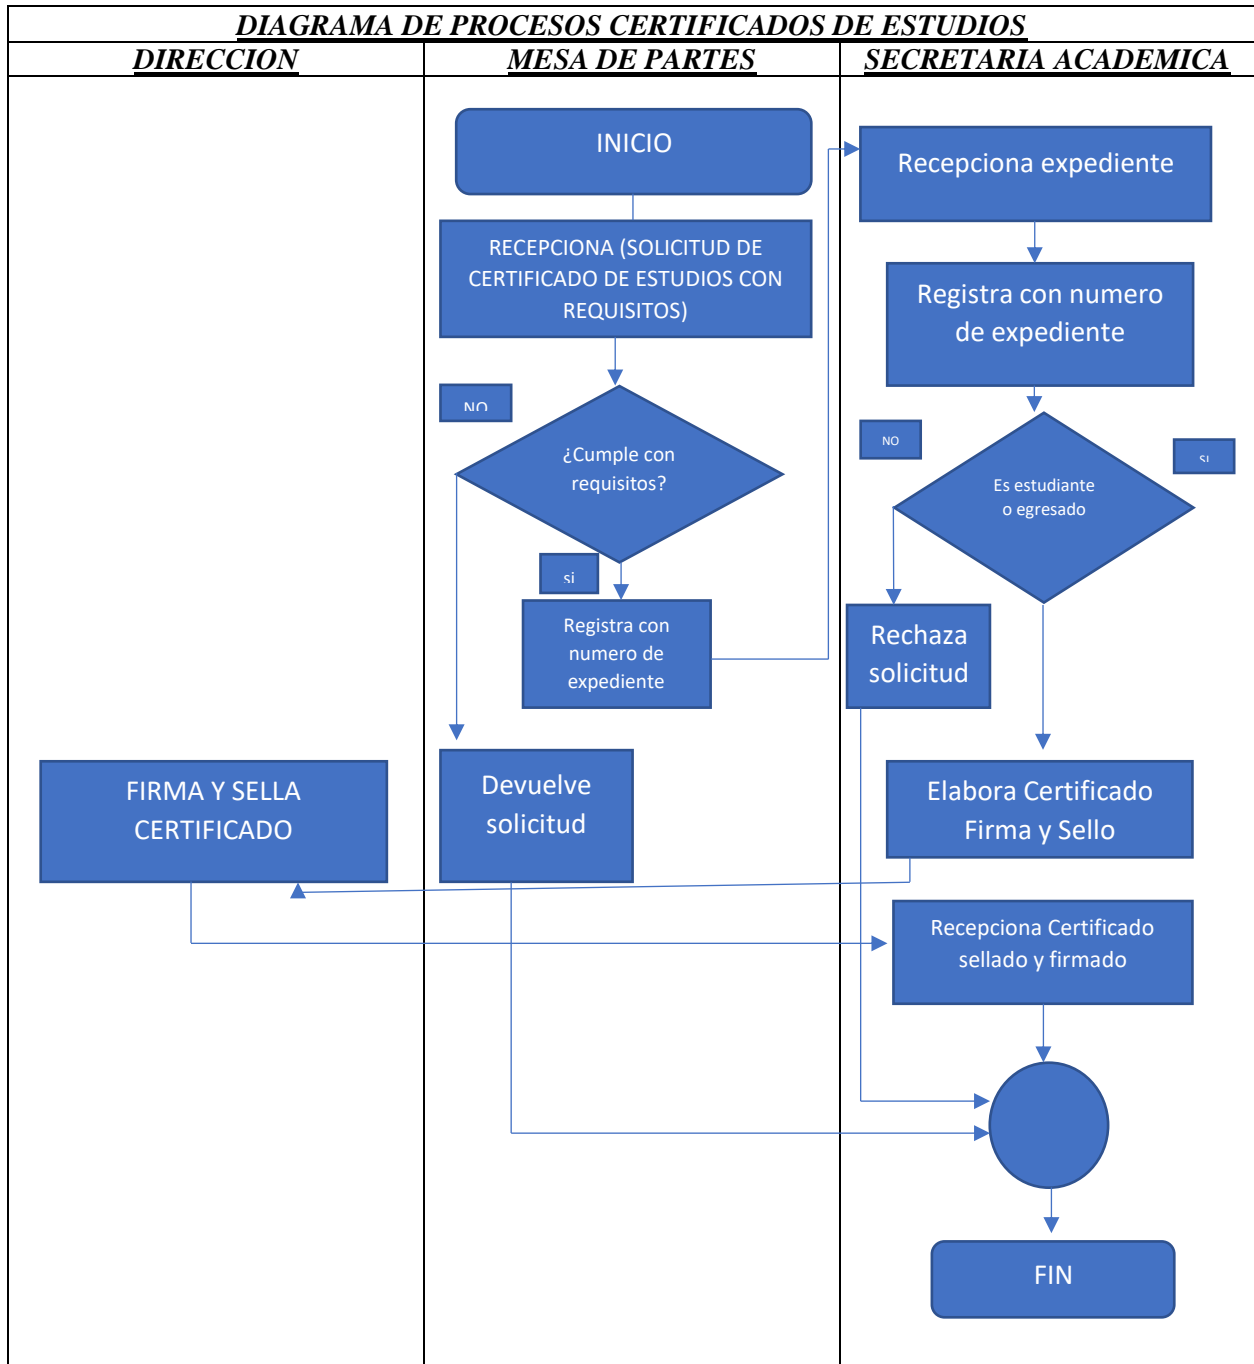 DIAGRAMA DE PROCESOS CERTIFICADOS DE ESTUDIOS
DIRECCION
MESA DE PARTES
SECRETARIA ACADEMICA
INICIO
RECEPCIONA (SOLICITUD DE
CERTIFICADO DE ESTUDIOS CON
REQUISITOS)
NO
¿Cumple con
requisitos?
si
Registra con
numero de
expediente
Devuelve
solicitud
FIRMA Y SELLA
CERTIFICADO
Recepciona expediente
Registra con numero
de expediente
NO
SI
Es estudiante
o egresado
Rechaza
solicitud
Elabora Certificado
Firma y Sello
Recepciona Certificado
sellado y firmado
FIN